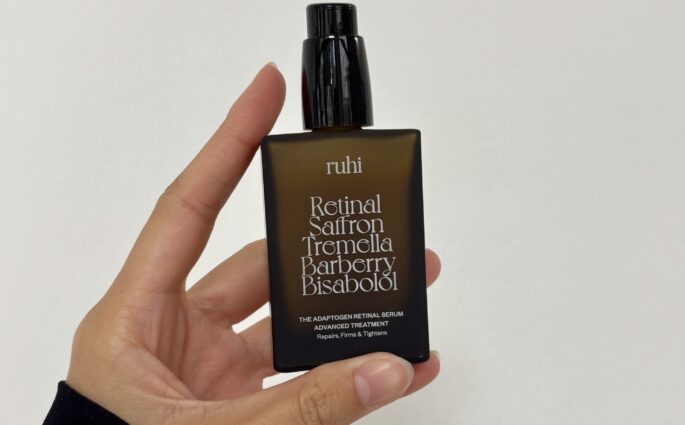 ruhi
Retinal
Saffron
Tremella
Barberry
Bisabolol
THE ADAPTOGEN RETINAL SERUM
ADVANCED TREATMENT
Repairs, Firms & Tightens